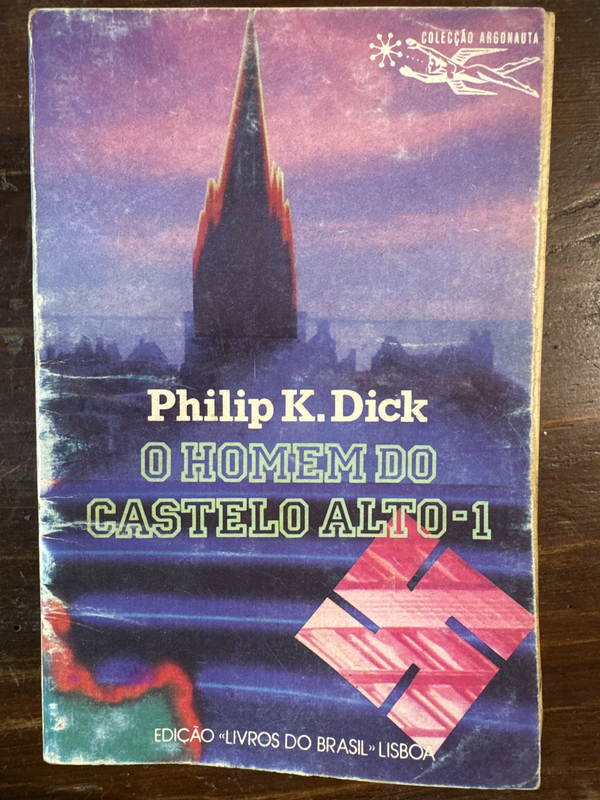 COLECÇÃO ARGONAUTA
Philip K. Dick
O HOMEM DO
CASTELO ALTO-1
EDIÇÃO «LIVROS DO BRASIL» LISBOA